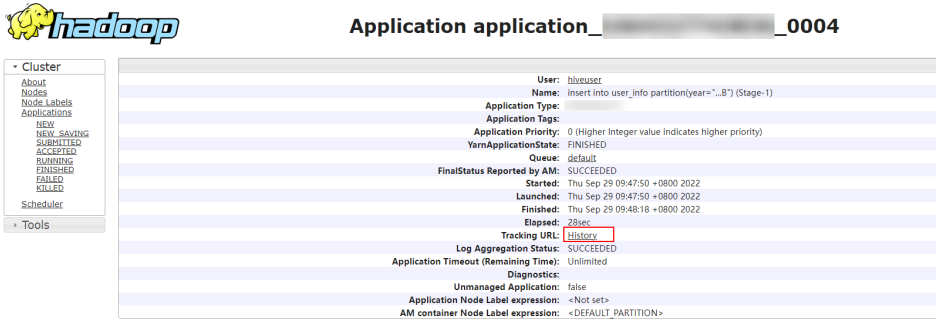 hadoop
Application application_ _0004
Cluster
About
Nodes
Node Labels
Applications
NEW
NEW_SAVING
SUBMITTED
ACCEPTED
RUNNING
FINISHED
FAILED
KILLED
Scheduler
Tools
User: hiveuser
Name: insert into user_info partition(year="...B") (Stage-1)
Application Type:
Application Tags:
Application Priority: 0 (Higher Integer value indicates higher priority)
YarnApplicationState: FINISHED
Queue: default
FinalStatus Reported by AM: SUCCEEDED
Started: Thu Sep 29 09:47:50 +0800 2022
Launched: Thu Sep 29 09:47:50 +0800 2022
Finished: Thu Sep 29 09:48:18 +0800 2022
Elapsed: 28sec
Tracking URL: History
Log Aggregation Status: SUCCEEDED
Application Timeout (Remaining Time): Unlimited
Diagnostics:
Unmanaged Application: false
Application Node Label expression: <Not set>
AM container Node Label expression: <DEFAULT_PARTITION>